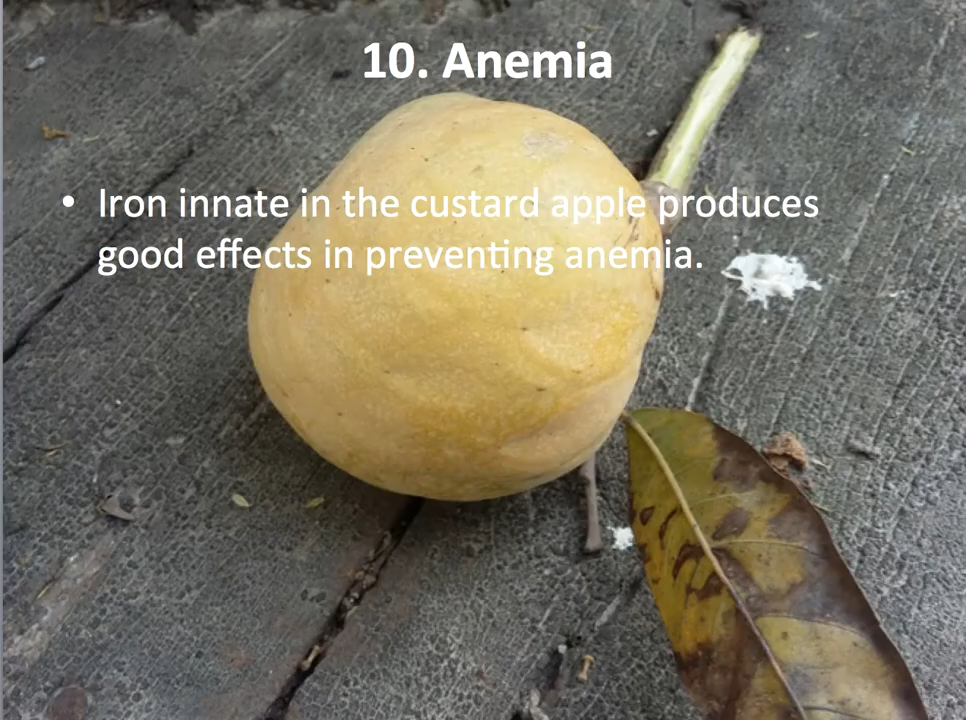 10. Anemia
• Iron innate in the custard apple produces
good effects in preventing anemia.